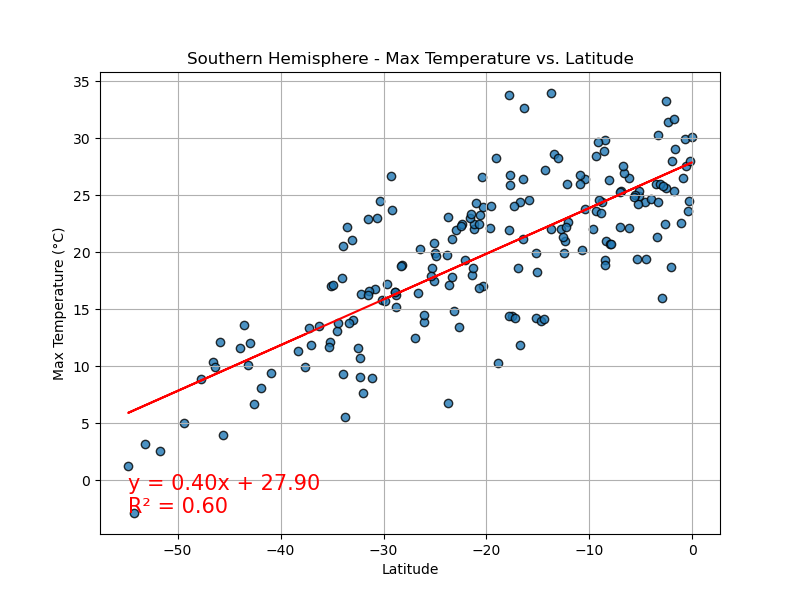 Southern Hemisphere - Max Temperature vs. Latitude
Max Temperature (°C)
35
30
25
20
15
10
5
0
y = 0.40x + 27.90
R² = 0.60
−50
−40
−30
−20
−10
0
Latitude